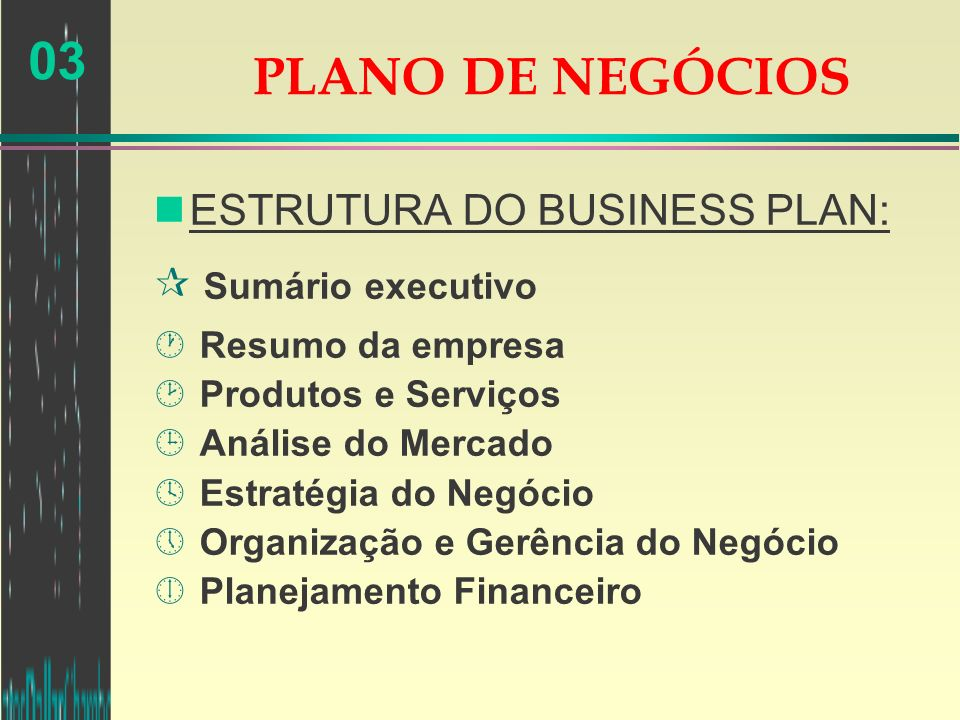 03
PLANO DE NEGÓCIOS
ESTRUTURA DO BUSINESS PLAN:
Sumário executivo
Resumo da empresa
Produtos e Serviços
Análise do Mercado
Estratégia do Negócio
Organização e Gerência do Negócio
Planejamento Financeiro